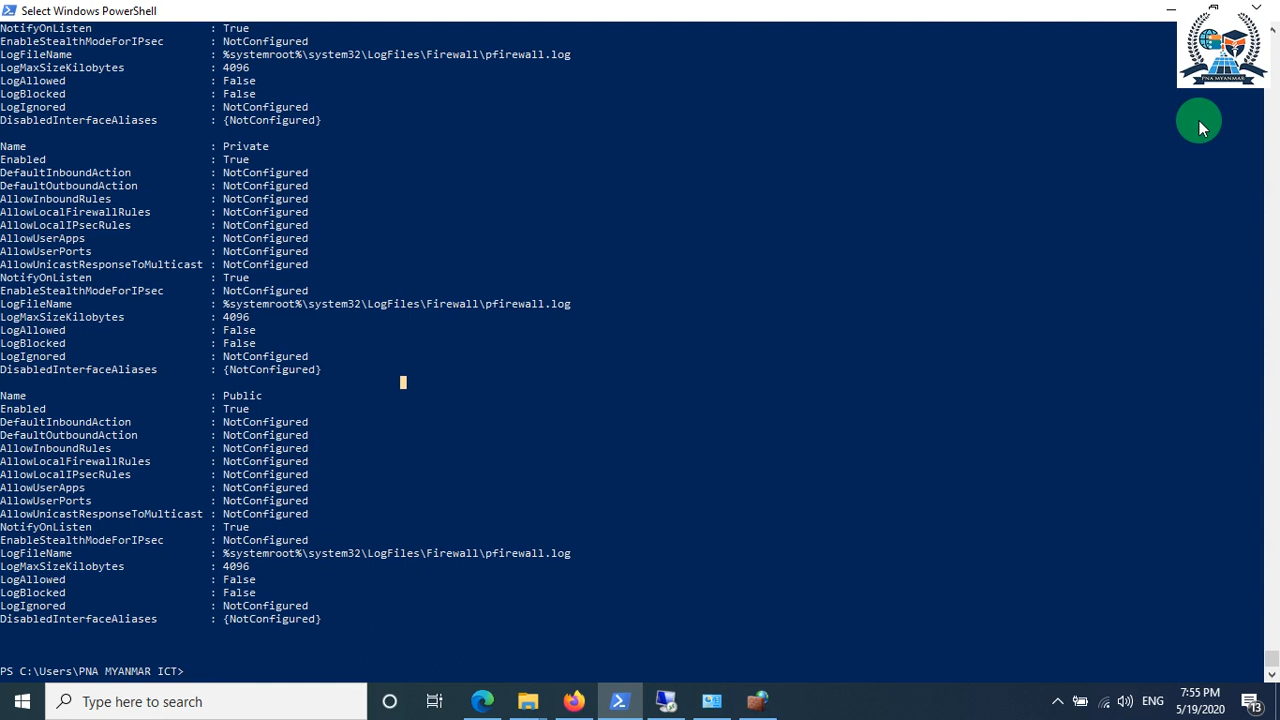 Select Windows PowerShell
NotifyOnListen : True
EnableStealthModeForIPsec : NotConfigured
LogFileName : %systemroot%\system32\LogFiles\Firewall\pfirewall.log
LogMaxSizeKilobytes : 4096
LogAllowed : False
LogBlocked : False
LogIgnored : NotConfigured
DisabledInterfaceAliases : {NotConfigured}
Name : Private
Enabled : True
DefaultInboundAction : NotConfigured
DefaultOutboundAction : NotConfigured
AllowInboundRules : NotConfigured
AllowLocalFirewallRules : NotConfigured
AllowLocalIPsecRules : NotConfigured
AllowUserApps : NotConfigured
AllowUserPorts : NotConfigured
AllowUnicastResponseToMulticast : NotConfigured
NotifyOnListen : True
EnableStealthModeForIPsec : NotConfigured
LogFileName : %systemroot%\system32\LogFiles\Firewall\pfirewall.log
LogMaxSizeKilobytes : 4096
LogAllowed : False
LogBlocked : False
LogIgnored : NotConfigured
DisabledInterfaceAliases : {NotConfigured}
Name : Public
Enabled : True
DefaultInboundAction : NotConfigured
DefaultOutboundAction : NotConfigured
AllowInboundRules : NotConfigured
AllowLocalFirewallRules : NotConfigured
AllowLocalIPsecRules : NotConfigured
AllowUserApps : NotConfigured
AllowUserPorts : NotConfigured
AllowUnicastResponseToMulticast : NotConfigured
NotifyOnListen : True
EnableStealthModeForIPsec : NotConfigured
LogFileName : %systemroot%\system32\LogFiles\Firewall\pfirewall.log
LogMaxSizeKilobytes : 4096
LogAllowed : False
LogBlocked : False
LogIgnored : NotConfigured
DisabledInterfaceAliases : {NotConfigured}
PS C:\Users\PNA MYANMAR ICT>
PNA MYANMAR
Type here to search
ENG
7:55 PM
5/19/2020
13